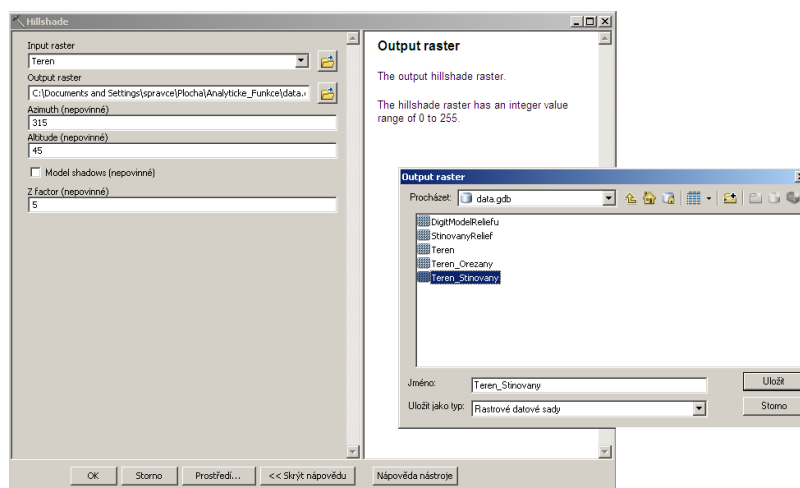 Hillshade
Input raster
Teren
Output raster
C:\Documents and Settings\spravce\Plocha\Analyticke_Funkce\data.
Azimuth (nepovinné)
315
Altitude (nepovinné)
45
Model shadows (nepovinné)
Z factor (nepovinné)
5
OK
Storno
Prostředí...
<< Skrýt nápovědu
Output raster
The output hillshade raster.
The hillshade raster has an integer value
range of 0 to 255.
Nápověda nástroje
Output raster
Procházet:
data.gdb
DigitModelReliefu
StinovanyRelief
Teren
Teren_Orezany
Teren_Stinovany
Jméno:
Teren_Stinovany
Uložit
Uložit jako typ:
Rastrové datové sady
Storno